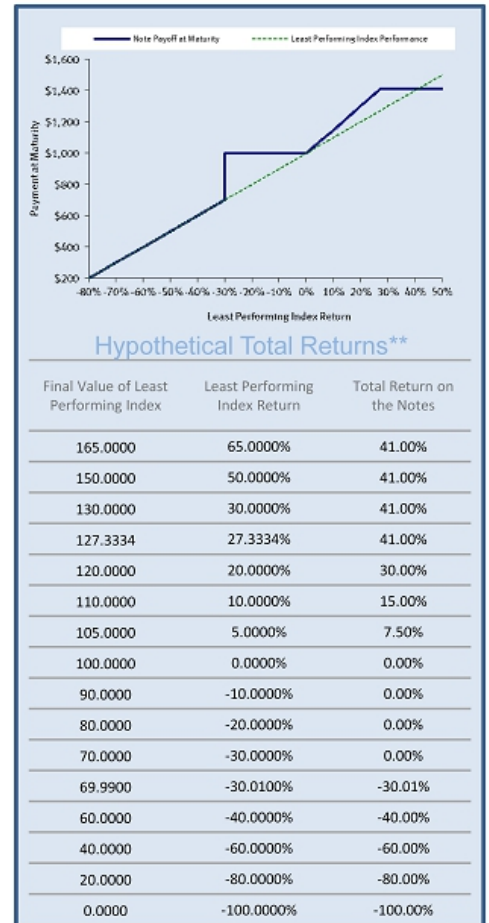 Note Payoff at Maturity Least Performing Index Performance
$1,600
$1,400
$1,200
$1,000
$800
$600
$400
$200
Payment at Maturity
-80% -70% -60% -50% -40% -30% -20% -10% 0% 10% 20% 30% 40% 50%
Least Performing Index Return
Hypothetical Total Returns**
Final Value of Least Performing Index Least Performing Index Return Total Return on the Notes
165.0000 65.0000% 41.00%
150.0000 50.0000% 41.00%
130.0000 30.0000% 41.00%
127.3334 27.3334% 41.00%
120.0000 20.0000% 30.00%
110.0000 10.0000% 15.00%
105.0000 5.0000% 7.50%
100.0000 0.0000% 0.00%
90.0000 -10.0000% 0.00%
80.0000 -20.0000% 0.00%
70.0000 -30.0000% 0.00%
69.9900 -30.0100% -30.01%
60.0000 -40.0000% -40.00%
40.0000 -60.0000% -60.00%
20.0000 -80.0000% -80.00%
0.0000 -100.0000% -100.00%